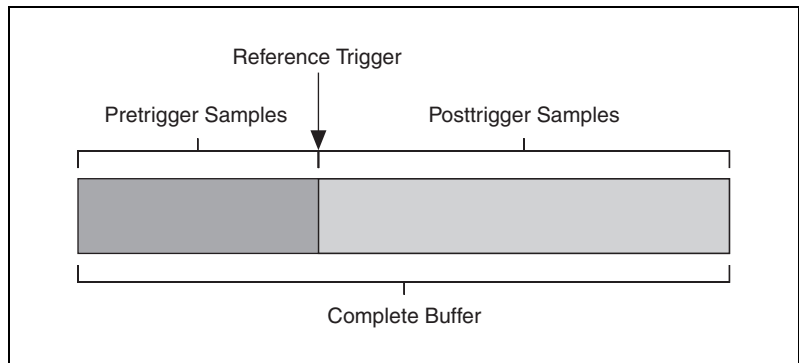 Reference Trigger
Pretrigger Samples
Posttrigger Samples
Complete Buffer